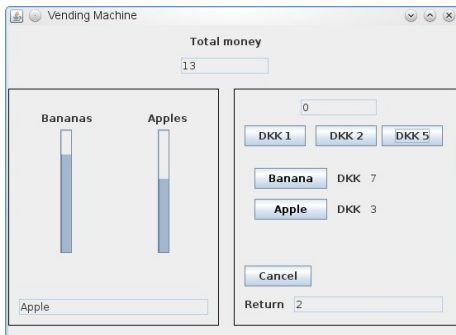 Vending Machine
Total money
13
Bananas Apples
Apple
0
DKK 1 DKK 2 DKK 5
Banana DKK 7
Apple DKK 3
Cancel
Return 2